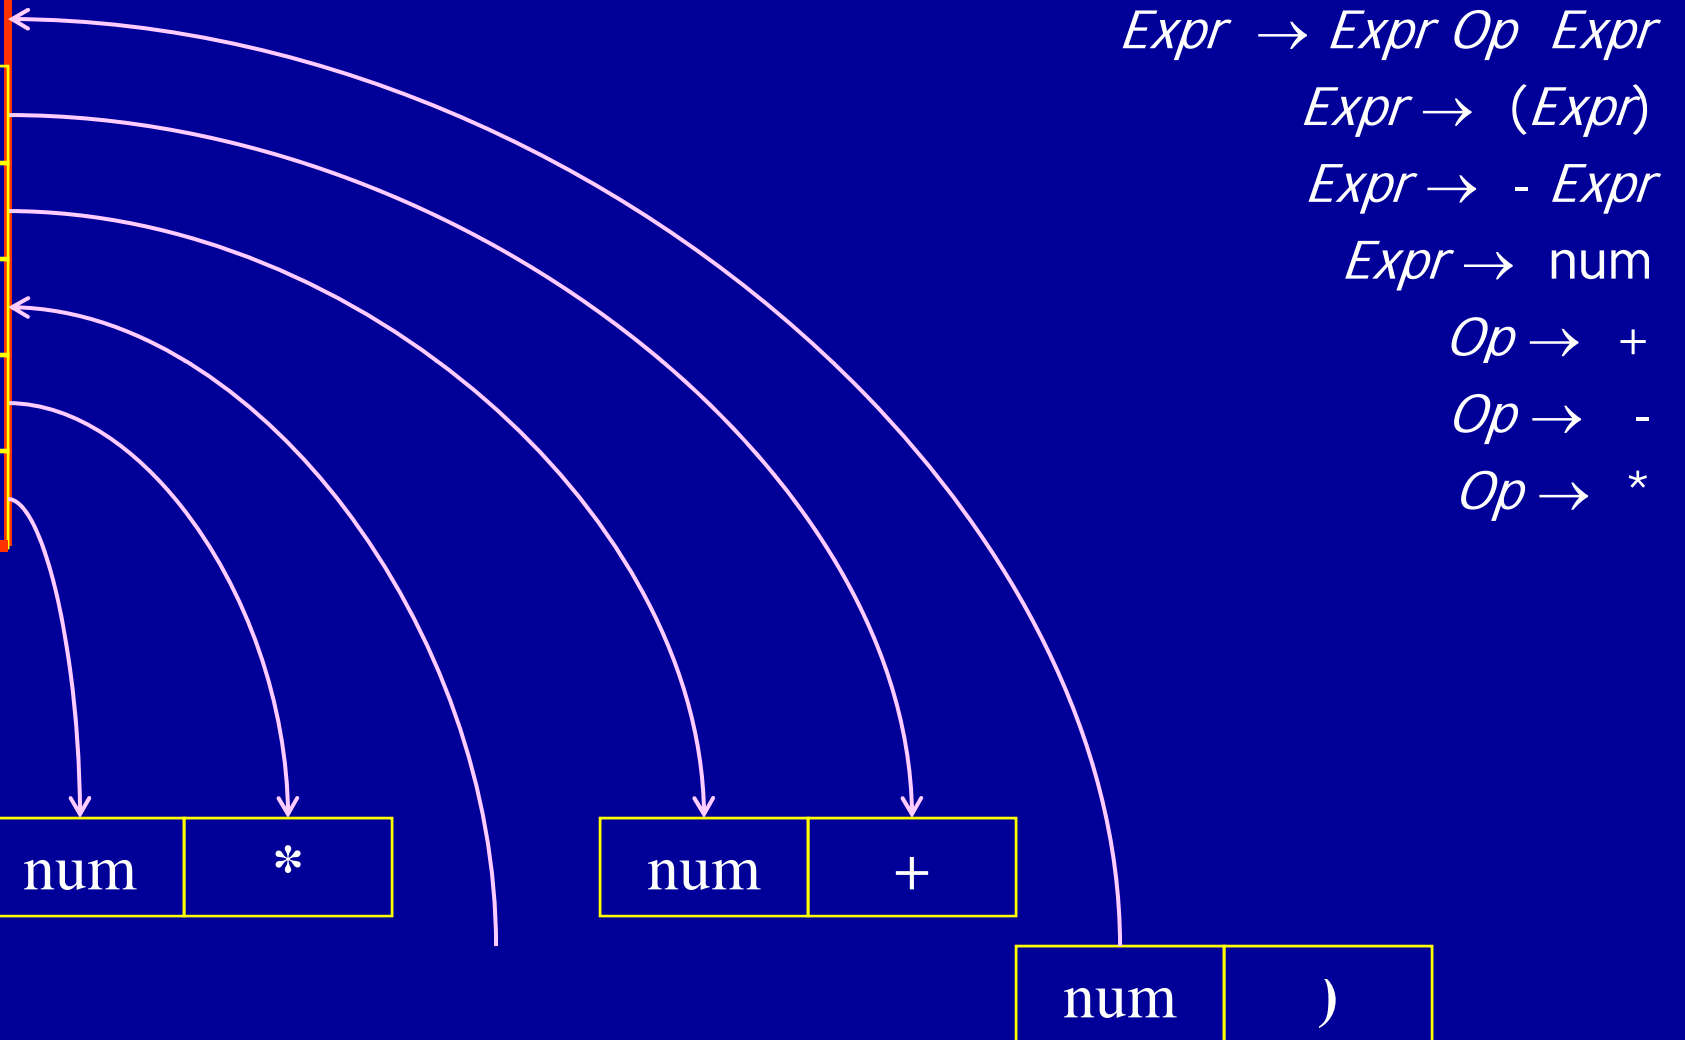 Expr → Expr Op Expr
Expr → (Expr)
Expr → - Expr
Expr → num
Op → +
Op → -
Op → *
num * num +
num )